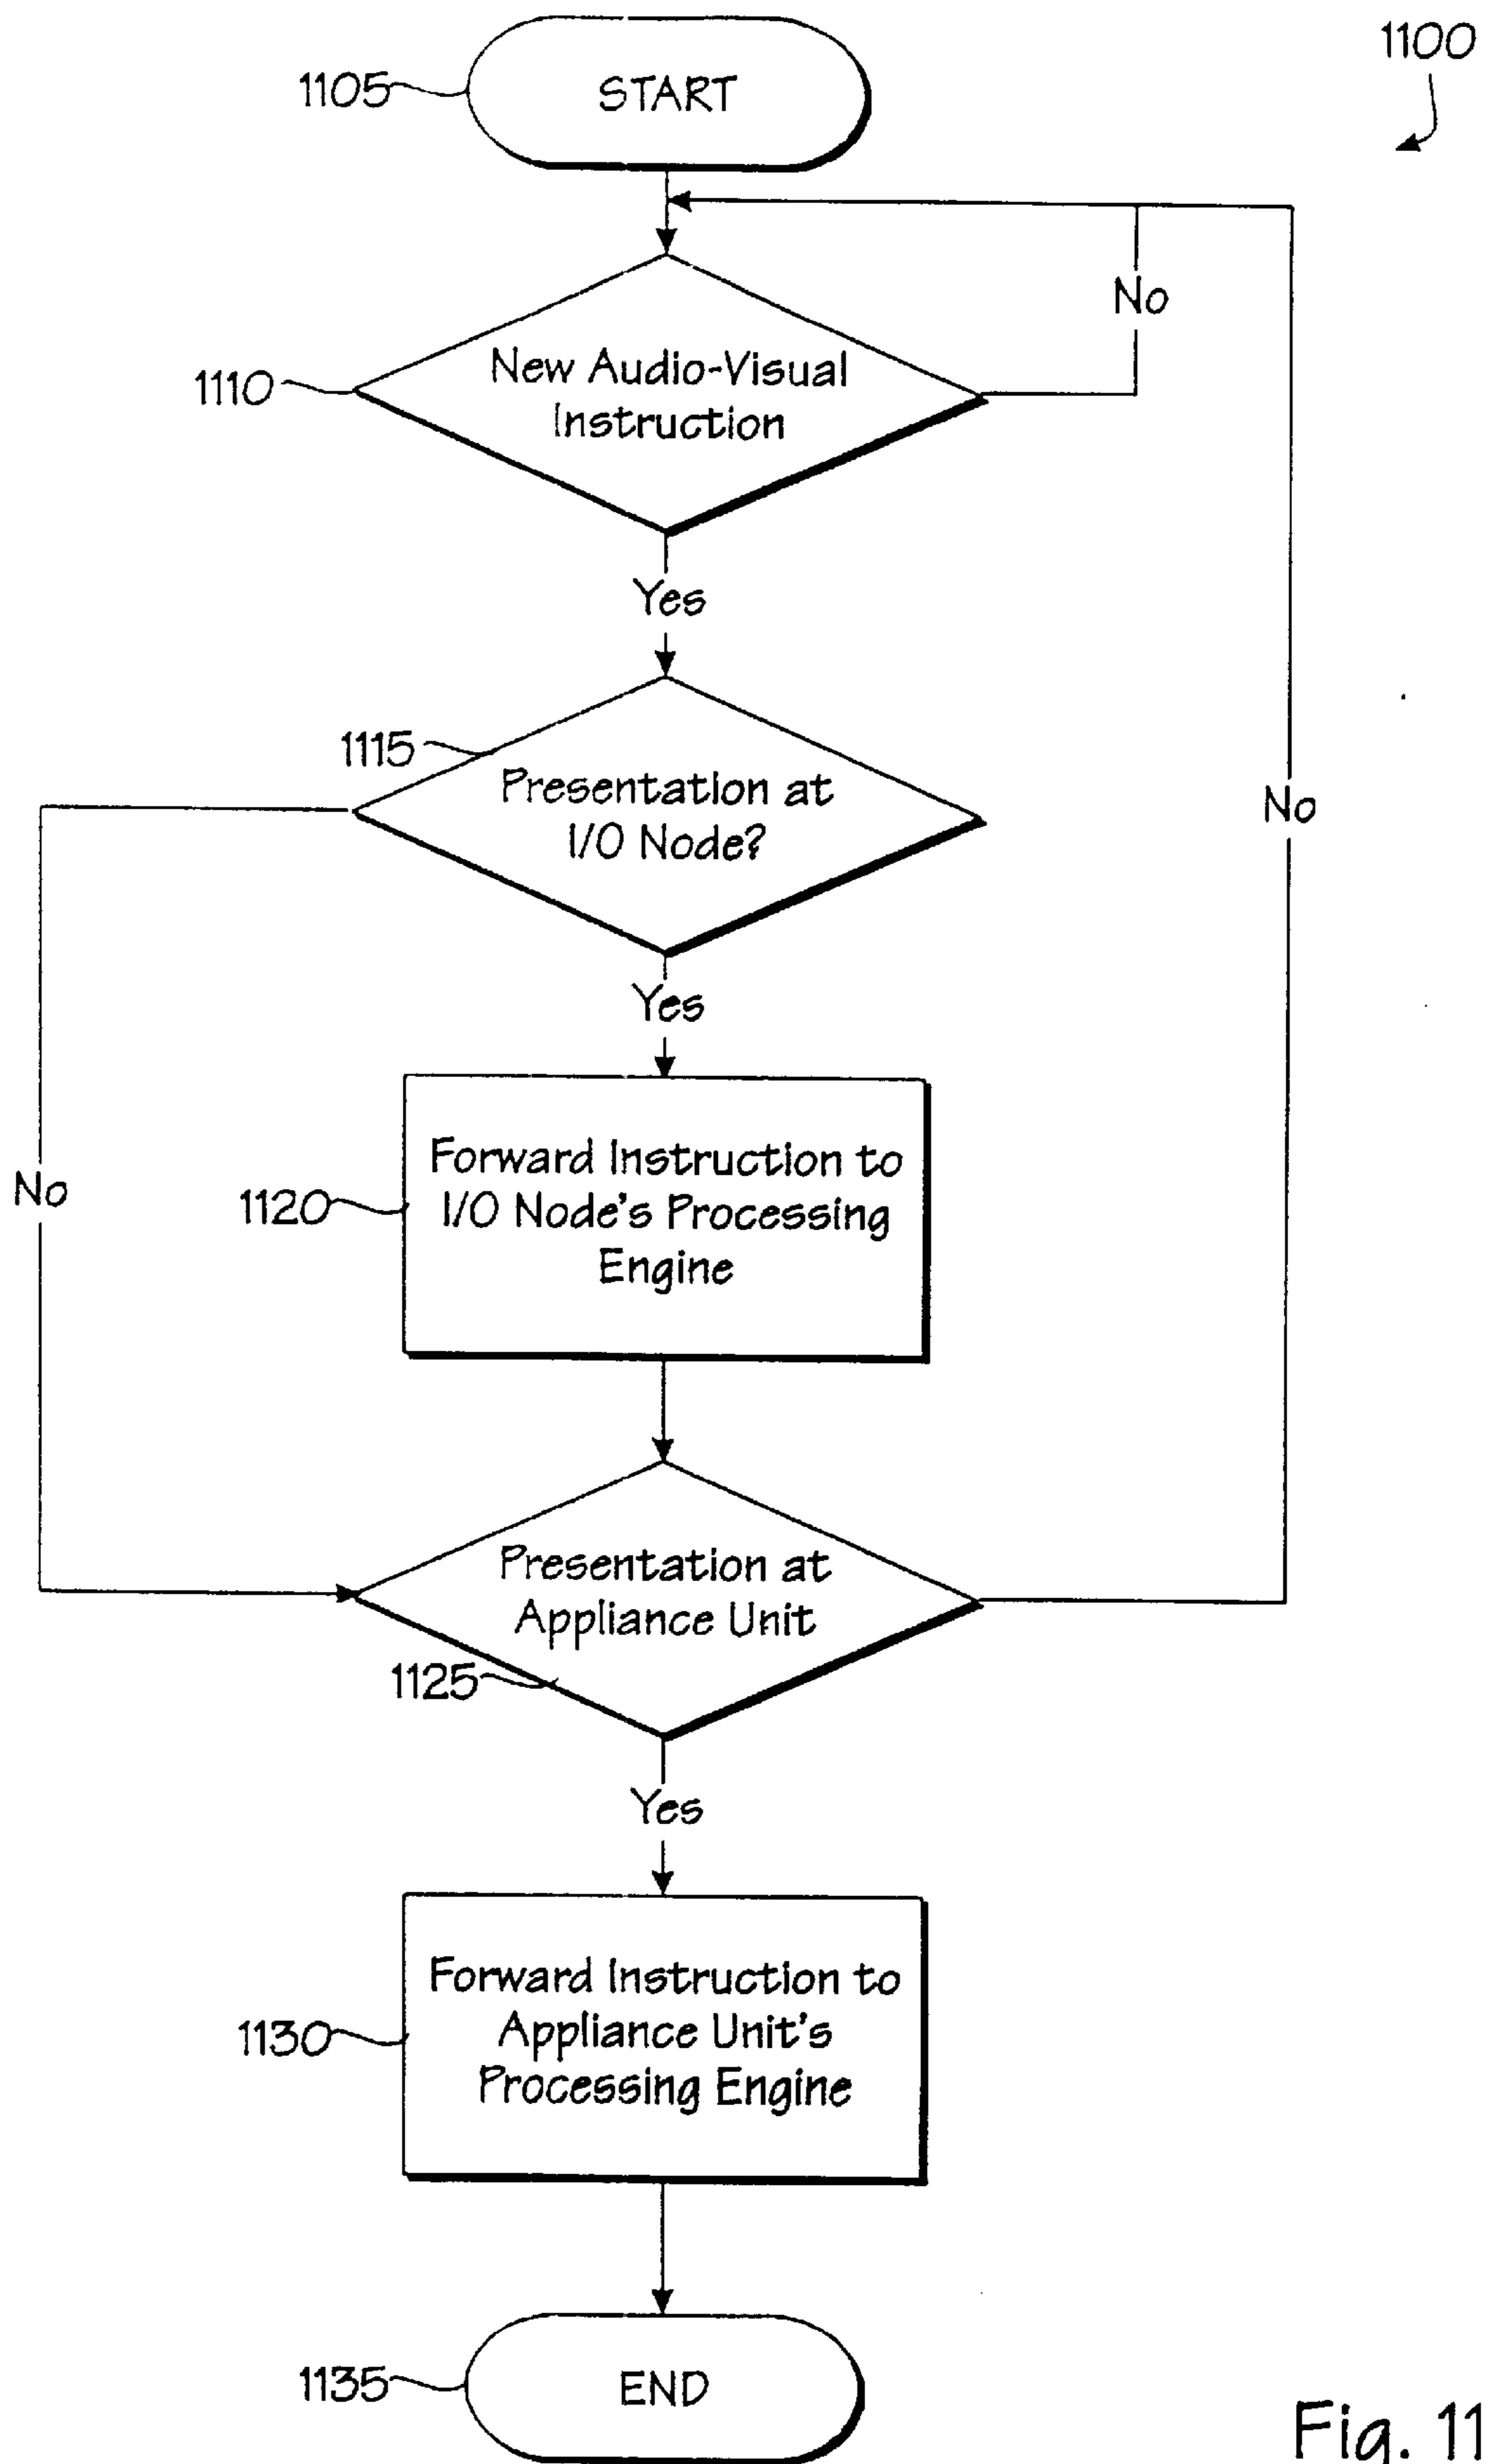 1100
1105
START
No
1110
New Audio-Visual
Instruction
Yes
1115
Presentation at
I/O Node?
No
Yes
No
1120
Forward Instruction to
I/O Node's Processing
Engine
Presentation at
Appliance Unit
1125
Yes
1130
Forward Instruction to
Appliance Unit's
Processing Engine
1135
END
Fig. 11